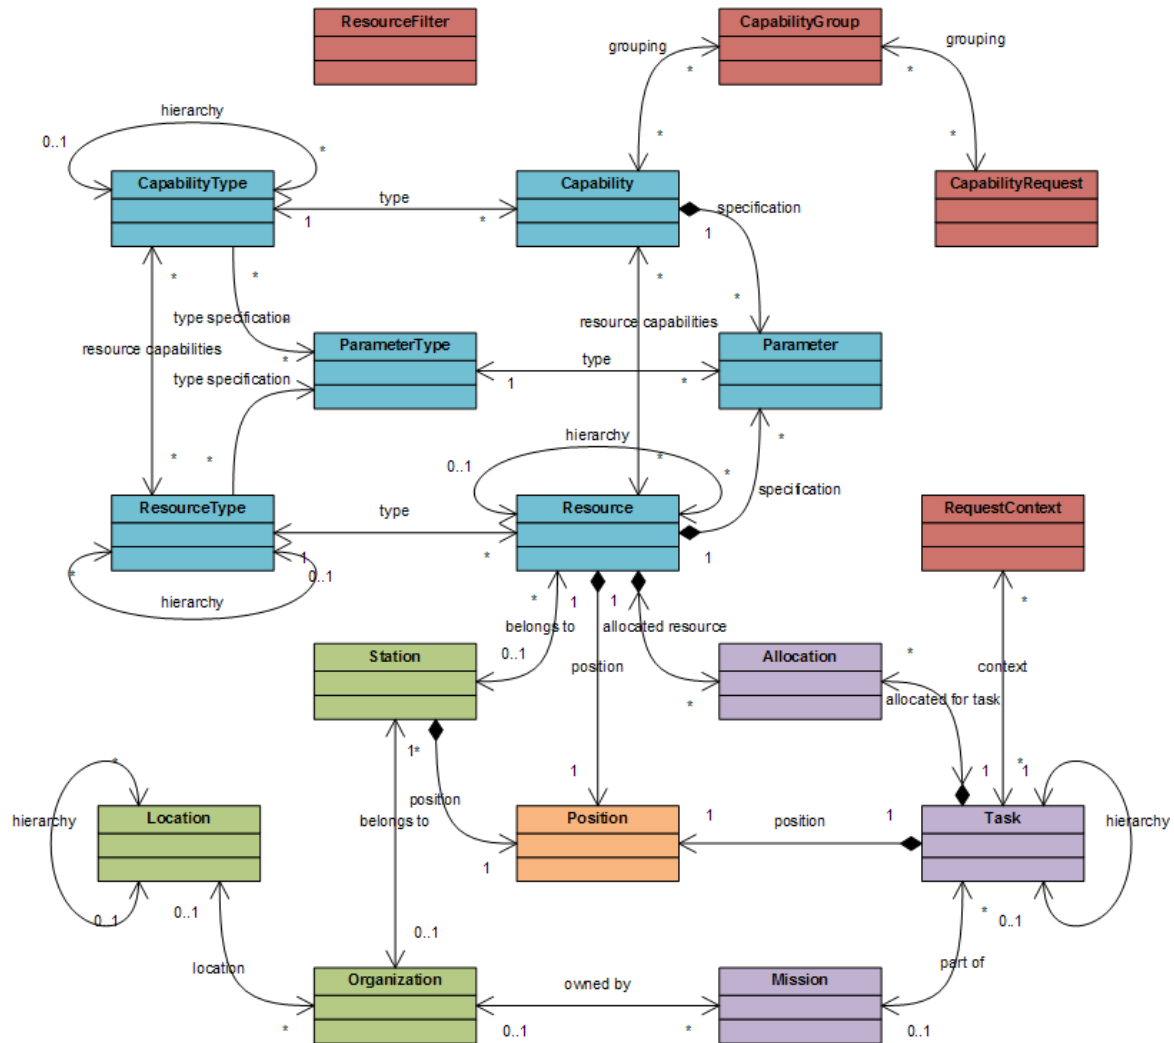 ResourceFilter
CapabilityGroup
grouping
grouping
*
*
hierarchy
0..1
*
*
*
CapabilityType
Capability
CapabilityRequest
type
specification
1
*
1
*
*
*
*
type specification
*
resource capabilities
resource capabilities
ParameterType
Parameter
*
type
type specification
1
*
hierarchy
*
0..1
*
*
*
*
specification
ResourceType
Resource
RequestContext
type
1
*
1
*
0..1
hierarchy
*
1
1
*
belongs to
allocated resource
0..1
Station
position
Allocation
*
context
*
allocated for task
1*
*
1
1
*
1
hierarchy
position
belongs to
Location
Position
1
position
1
Task
hierarchy
1
0..1
0..1
0..1
*
0..1
location
part of
Organization
owned by
Mission
*
0..1
*
0..1